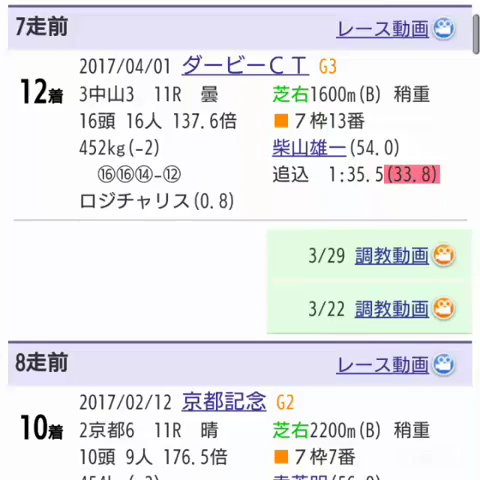 7走前 レース動画
2017/04/01 ダービーCT G3
12着 3中山3 11R 曇 芝右1600m(B) 稍重
16頭 16人 137.6倍 7枠13番
452kg(-2) 柴山雄一(54.0)
⑯⑯⑭-⑫ 追込 1:35.5(33.8)
ロジチャリス(0.8)
3/29 調教動画
3/22 調教動画
8走前 レース動画
2017/02/12 京都記念 G2
10着 2京都6 11R 晴 芝右2200m(B) 稍重
10頭 9人 176.5倍 7枠7番